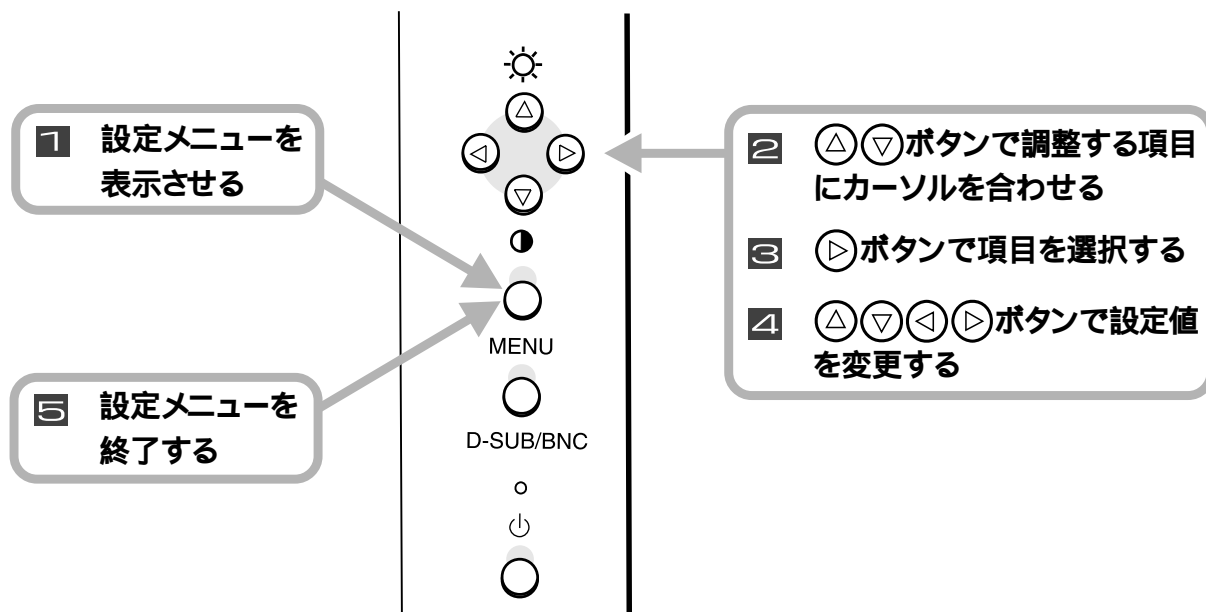 1 設定メニューを
表示させる
2 △▽ボタンで調整する項目
にカーソルを合わせる
3 ▷ボタンで項目を選択する
4 △▽◁▷ボタンで設定値
を変更する
5 設定メニューを
終了する
MENU
D-SUB/BNC